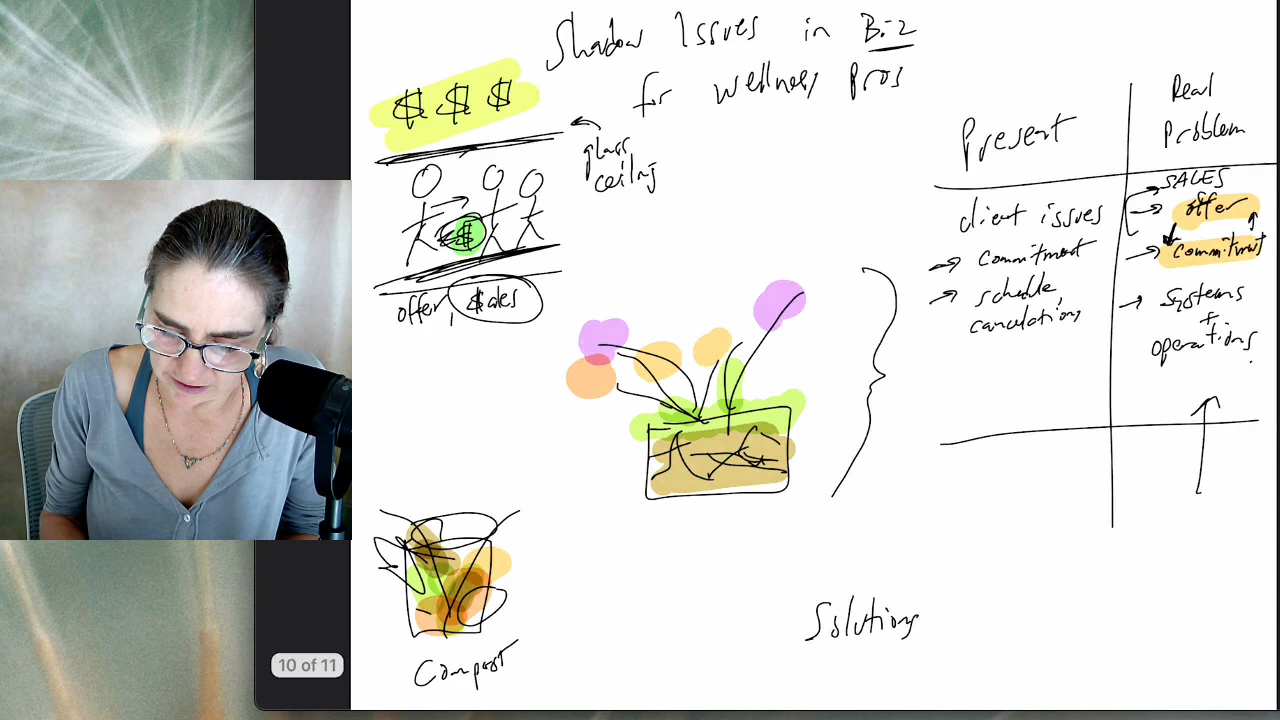 Shadow Issues in Biz
for Wellness Pros
$ $ $
glass
ceiling
$
offer, $ales
Present
Real
Problem
client issues
commitment
schedule,
cancelations
SALES
offer
commitment
systems
+
operations
Compost
Solutions
10 of 11